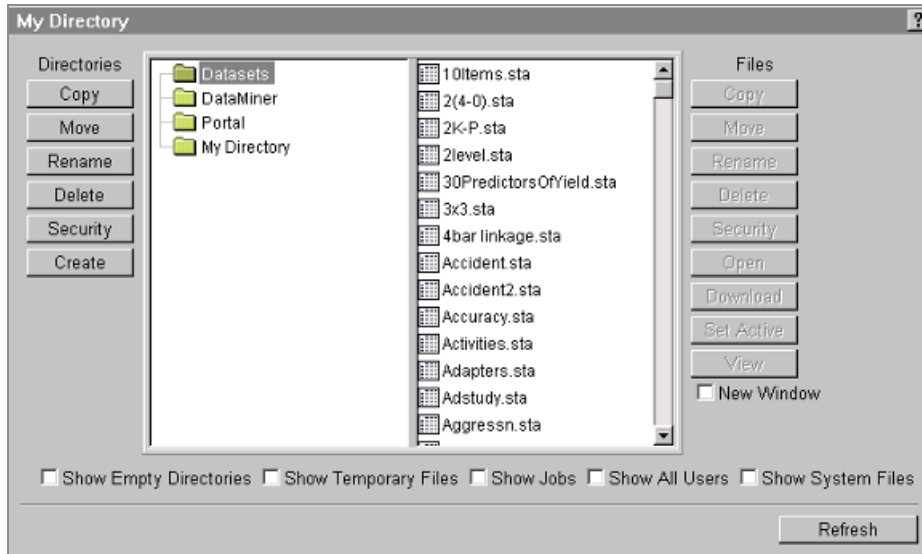 My Directory ?
Directories
Copy
Move
Rename
Delete
Security
Create
Datasets
DataMiner
Portal
My Directory
10Items.sta
2(4-0).sta
2K-P.sta
2level.sta
30PredictorsOfYield.sta
3x3.sta
4bar linkage.sta
Accident.sta
Accident2.sta
Accuracy.sta
Activities.sta
Adapters.sta
Adstudy.sta
Aggressn.sta
Files
Copy
Move
Rename
Delete
Security
Open
Download
Set Active
View
New Window
Show Empty Directories Show Temporary Files Show Jobs Show All Users Show System Files
Refresh